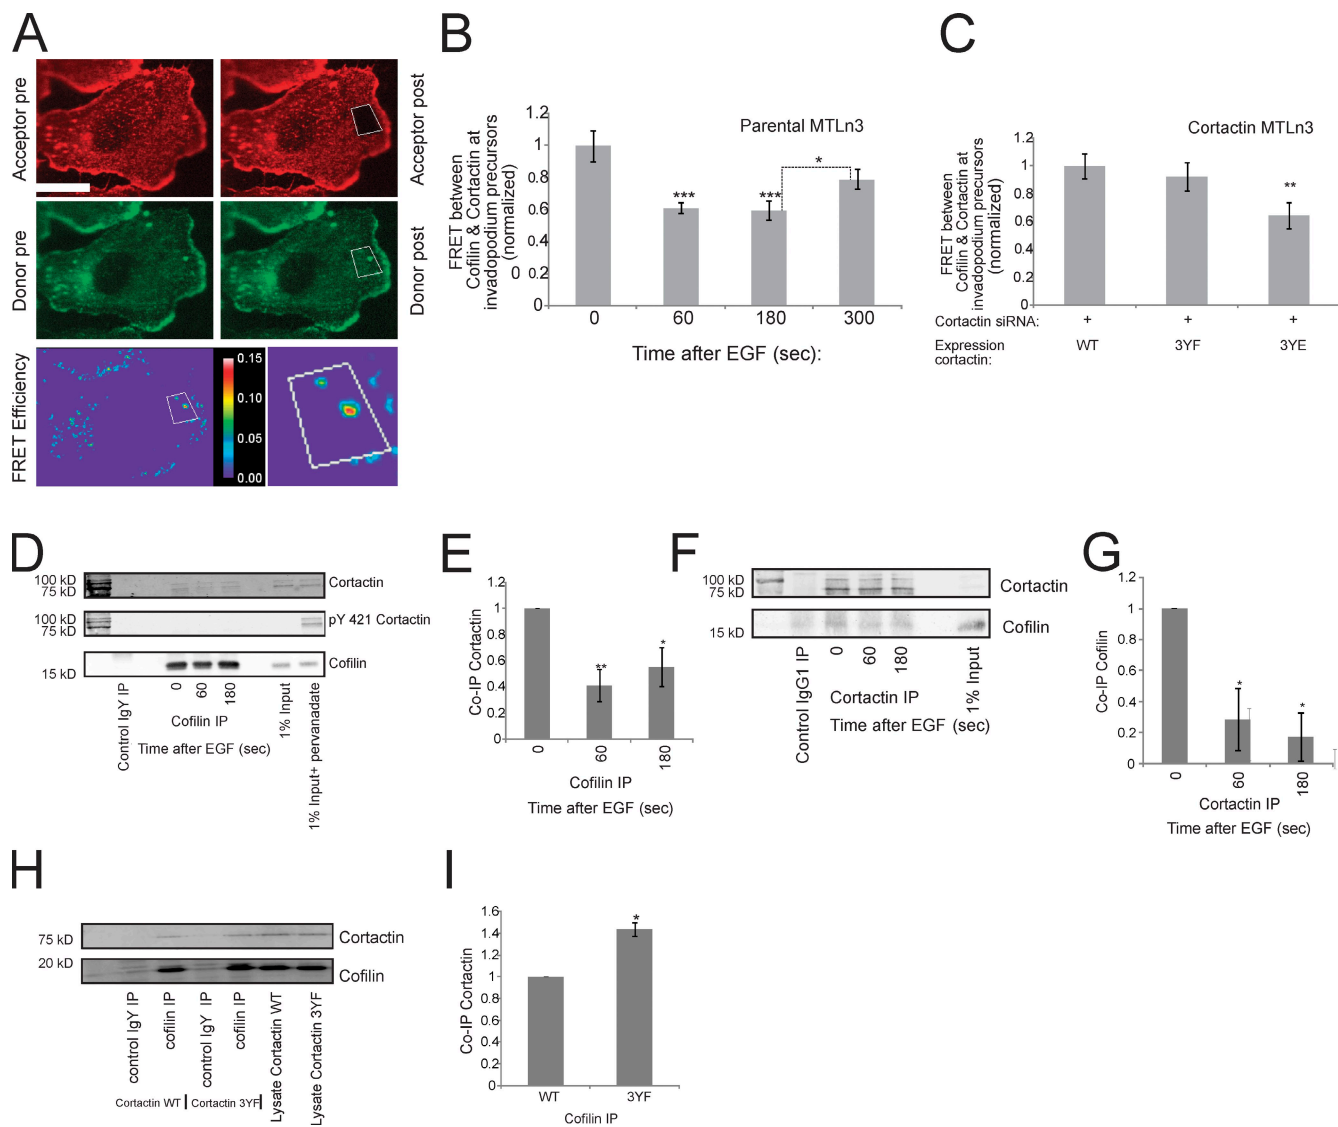 A
Acceptor pre
Acceptor post
Donor pre
Donor post
FRET Efficiency
0.15
0.10
0.05
0.00
B
FRET between
Cofilin & Cortactin at
invadopodium precursors
(normalized)
Parental MTLn3
1.2
1
0.8
0.6
0.4
0
0.2
0
***
***
*
0
60
180
300
Time after EGF (sec):
C
FRET between
Cofilin & Cortactin at
invadopodium precursors
(normalized)
Cortactin MTLn3
1.2
1
0.8
0.6
0.4
0.2
0
**
Cortactin siRNA:
+
+
+
Expression
cortactin:
WT
3YF
3YE
D
100 kD
75 kD
Cortactin
100 kD
75 kD
pY 421 Cortactin
15 kD
Cofilin
Control IgY IP
0
60
180
1% Input
1% Input+ pervanadate
Cofilin IP
Time after EGF (sec)
E
Co-IP Cortactin
1.2
1
0.8
0.6
0.4
0.2
0
**
*
0
60
180
Cofilin IP
Time after EGF (sec)
F
100 kD
75 kD
Cortactin
15 kD
Cofilin
Control IgG1 IP
0
60
180
1% Input
Cortactin IP
Time after EGF (sec)
G
Co-IP Cofilin
1.2
1
0.8
0.6
0.4
0.2
0
*
*
0
60
180
Cortactin IP
Time after EGF (sec)
H
75 kD
Cortactin
20 kD
Cofilin
control IgY IP
cofilin IP
control IgY IP
cofilin IP
Lysate Cortactin WT
Lysate Cortactin 3YF
Cortactin WT
Cortactin 3YF
I
Co-IP Cortactin
1.6
1.4
1.2
1
0.8
0.6
0.4
0.2
0
*
WT
3YF
Cofilin IP